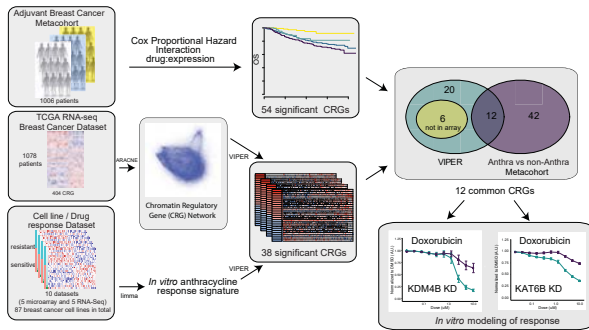 Adjuvant Breast Cancer
Metacohort
1006 patients
Cox Proportional Hazard
Interaction
drug:expression
OS
54 significant CRGs
TCGA RNA-seq
Breast Cancer Dataset
1078
patients
404 CRG
ARACNE
Chromatin Regulatory
Gene (CRG) Network
VIPER
38 significant CRGs
VIPER
Cell line / Drug
response Dataset
resistant
sensitive
10 datasets
(5 microarray and 5 RNA-Seq)
87 breast cancer cell lines in total
limma
In vitro anthracycline
response signature
20
6
not in array
12
42
VIPER
Anthra vs non-Anthra
Metacohort
12 common CRGs
Doxorubicin
KDM4B KD
Dose (uM)
Doxorubicin
KAT6B KD
Dose (uM)
In vitro modeling of response